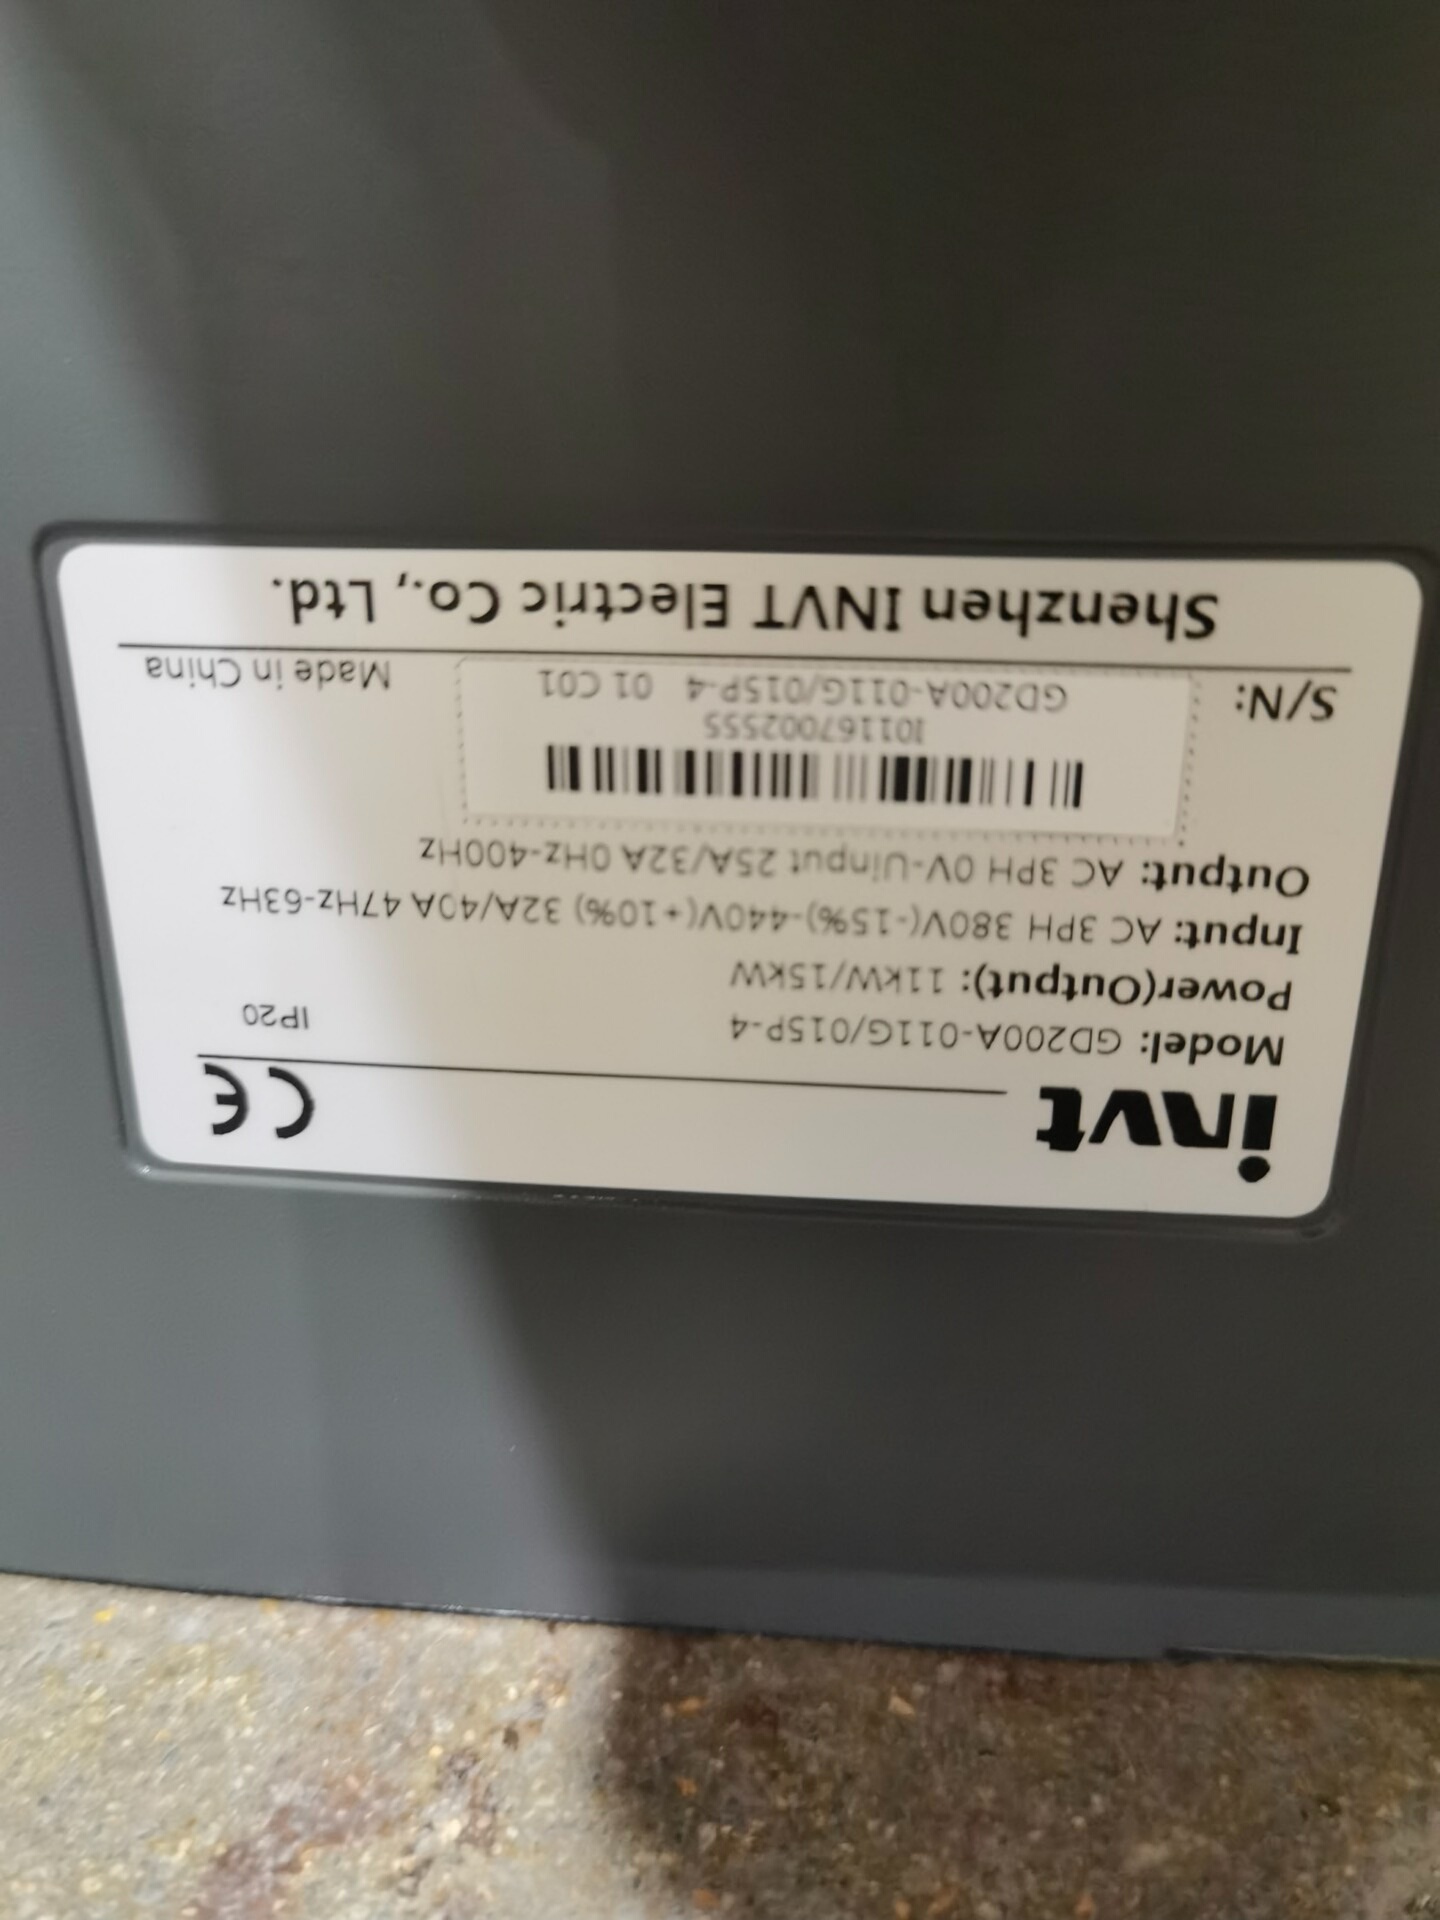 invt
CE
Model: GD200A-011G/015P-4 IP20
Power(Output): 11kW/15kW
Input: AC 3PH 380V(-15%)-440V(+10%) 32A/40A 47Hz-63Hz
Output: AC 3PH 0V-Uinput 25A/32A 0Hz-400Hz
I01167002555
S/N: GD200A-011G/015P-4 01 C01 Made in China
Shenzhen INVT Electric Co., Ltd.